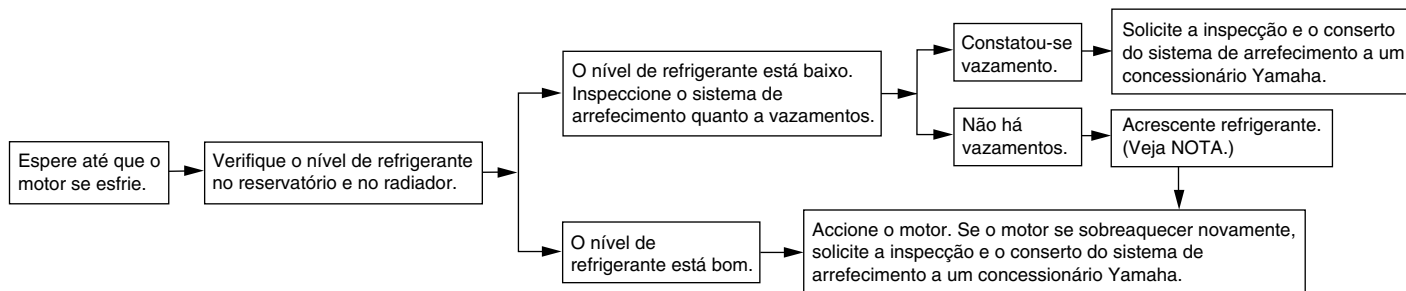 Espere até que o
motor se esfrie.
Verifique o nível de refrigerante
no reservatório e no radiador.
O nível de refrigerante está baixo.
Inspeccione o sistema de
arrefecimento quanto a vazamentos.
Constatou-se
vazamento.
Solicite a inspecção e o conserto
do sistema de arrefecimento a um
concessionário Yamaha.
Não há
vazamentos.
Acrescente refrigerante.
(Veja NOTA.)
O nível de
refrigerante está bom.
Accione o motor. Se o motor se sobreaquecer novamente,
solicite a inspecção e o conserto do sistema de
arrefecimento a um concessionário Yamaha.